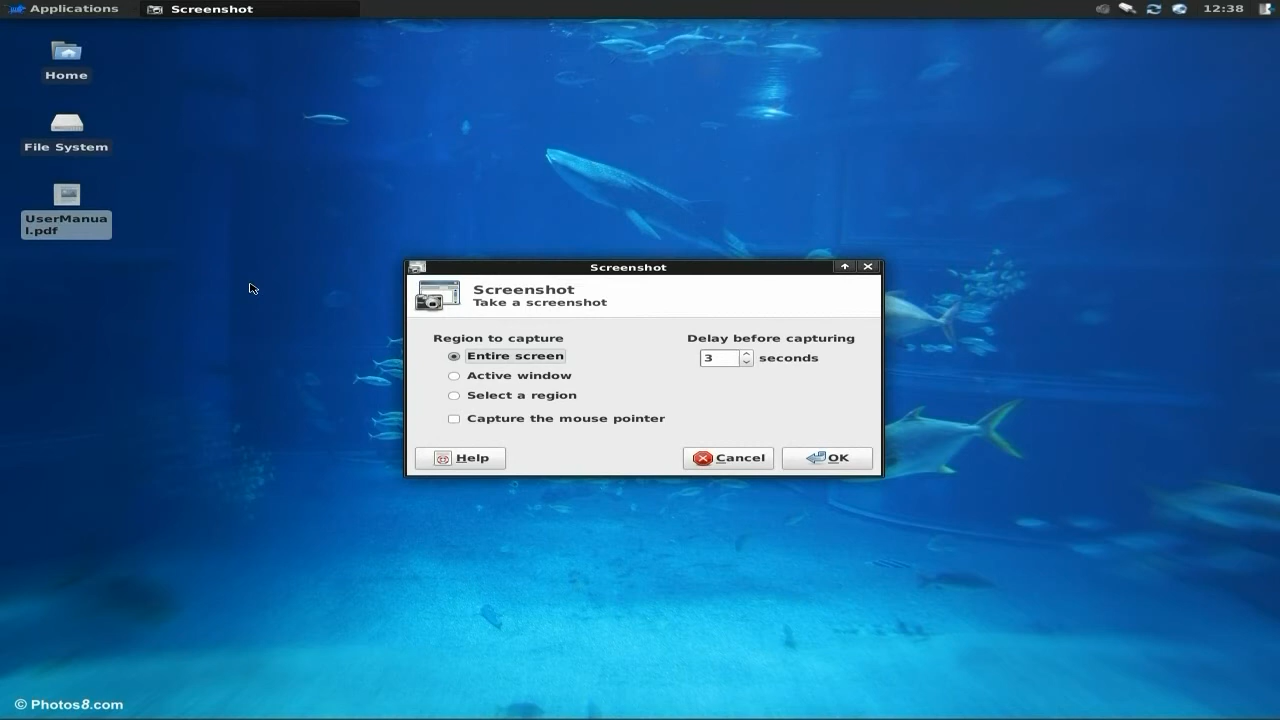 Applications
Screenshot
12:38
Home
File System
UserManua
l.pdf
Screenshot
Screenshot
Take a screenshot
Region to capture
Delay before capturing
Entire screen
3 seconds
Active window
Select a region
Capture the mouse pointer
Help
Cancel
OK
© Photos8.com